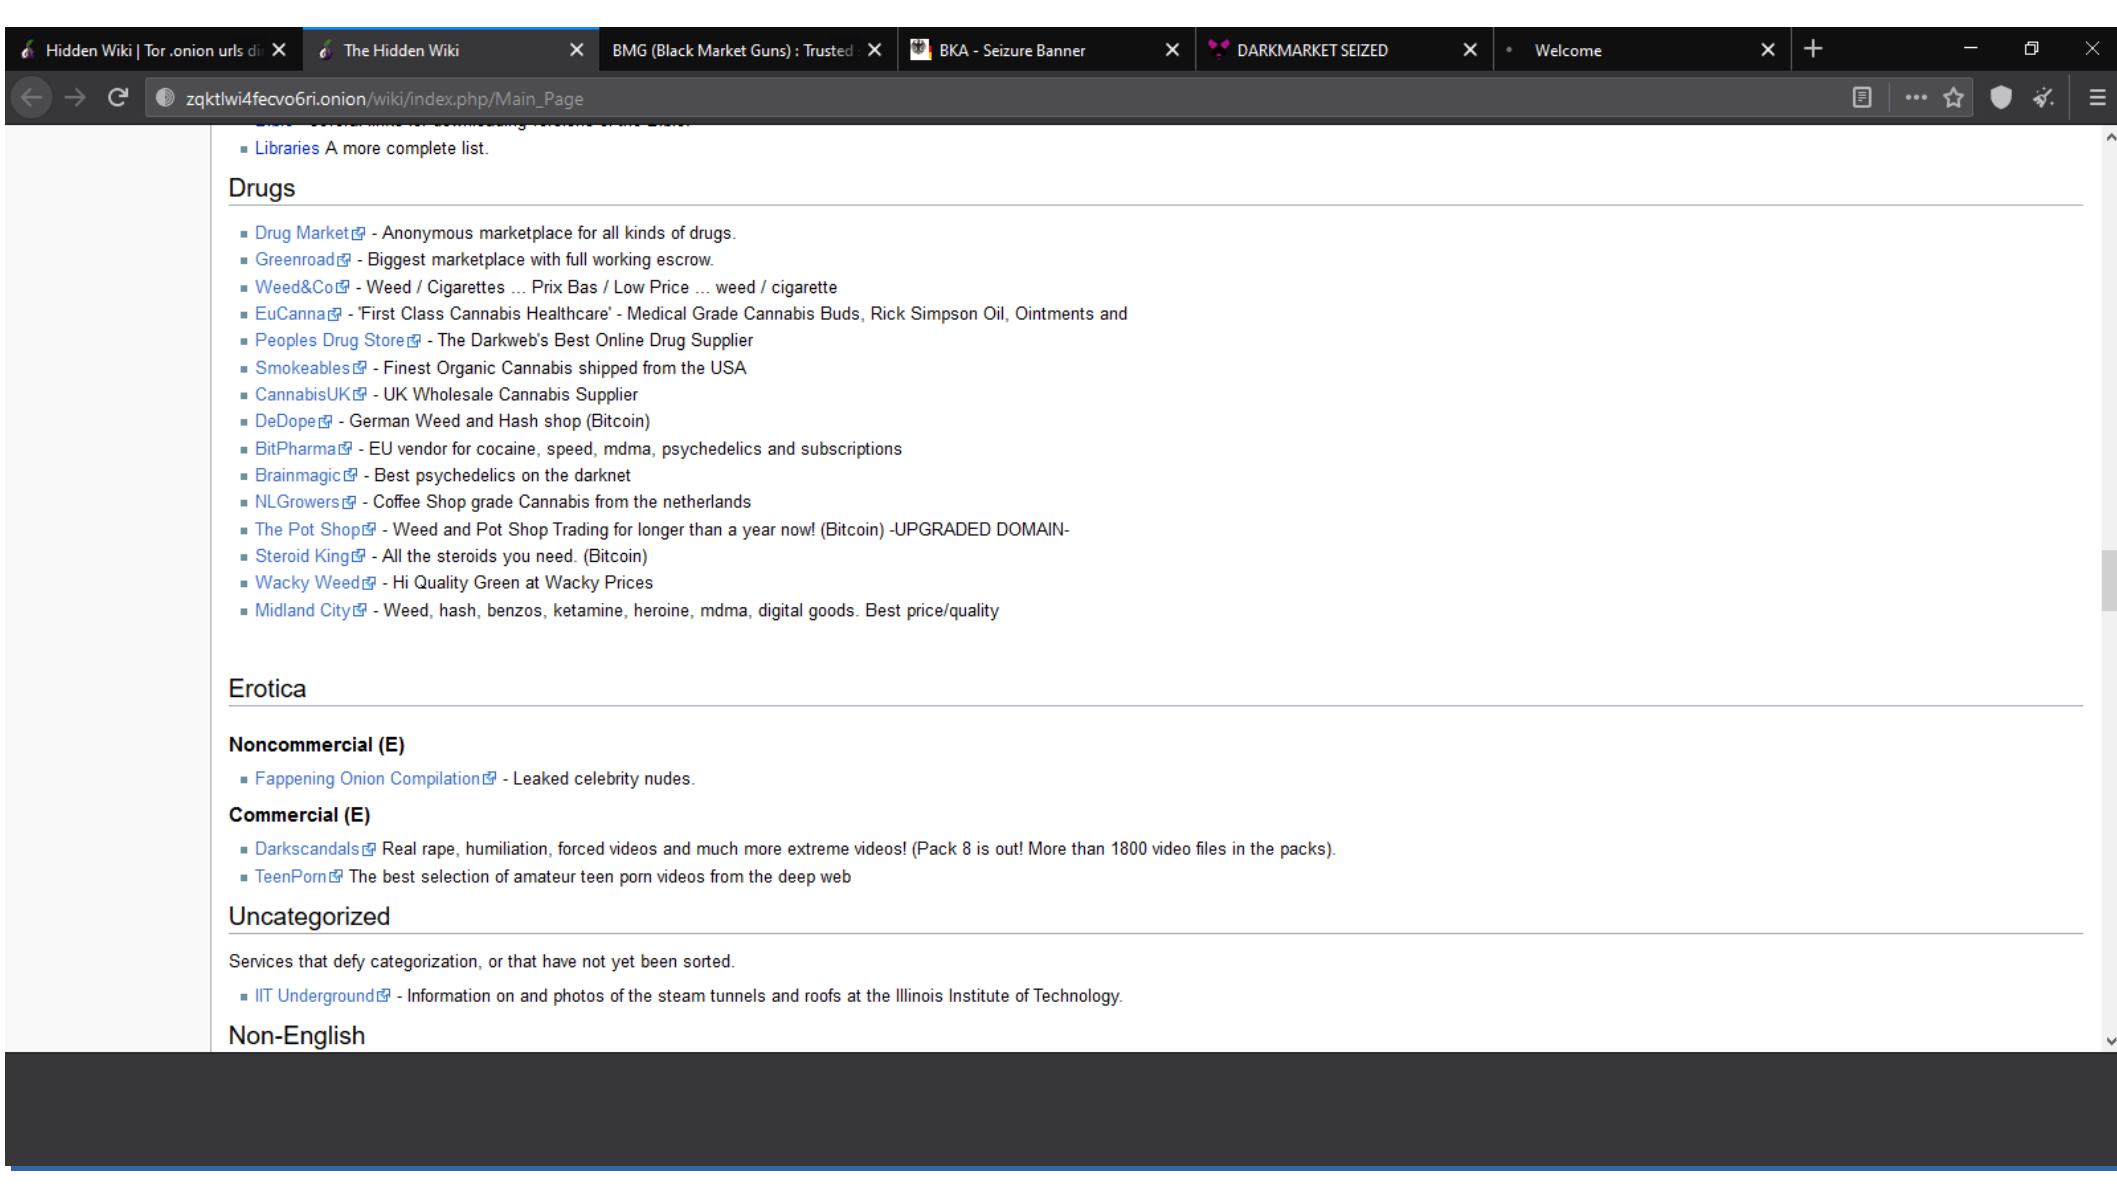 Hidden Wiki | Tor .onion urls di
The Hidden Wiki
BMG (Black Market Guns) : Trusted
BKA - Seizure Banner
DARKMARKET SEIZED
Welcome
zqktlwi4fecvo6ri.onion/wiki/index.php/Main_Page
Libraries A more complete list.
Drugs
Drug Market - Anonymous marketplace for all kinds of drugs.
Greenroad - Biggest marketplace with full working escrow.
Weed&Co - Weed / Cigarettes ... Prix Bas / Low Price ... weed / cigarette
EuCanna - 'First Class Cannabis Healthcare' - Medical Grade Cannabis Buds, Rick Simpson Oil, Ointments and
Peoples Drug Store - The Darkweb's Best Online Drug Supplier
Smokeables - Finest Organic Cannabis shipped from the USA
CannabisUK - UK Wholesale Cannabis Supplier
DeDope - German Weed and Hash shop (Bitcoin)
BitPharma - EU vendor for cocaine, speed, mdma, psychedelics and subscriptions
Brainmagic - Best psychedelics on the darknet
NLGrowers - Coffee Shop grade Cannabis from the netherlands
The Pot Shop - Weed and Pot Shop Trading for longer than a year now! (Bitcoin) -UPGRADED DOMAIN-
Steroid King - All the steroids you need. (Bitcoin)
Wacky Weed - Hi Quality Green at Wacky Prices
Midland City - Weed, hash, benzos, ketamine, heroine, mdma, digital goods. Best price/quality
Erotica
Noncommercial (E)
Fappening Onion Compilation - Leaked celebrity nudes.
Commercial (E)
Darkscandals Real rape, humiliation, forced videos and much more extreme videos! (Pack 8 is out! More than 1800 video files in the packs).
TeenPorn The best selection of amateur teen porn videos from the deep web
Uncategorized
Services that defy categorization, or that have not yet been sorted.
IIT Underground - Information on and photos of the steam tunnels and roofs at the Illinois Institute of Technology.
Non-English